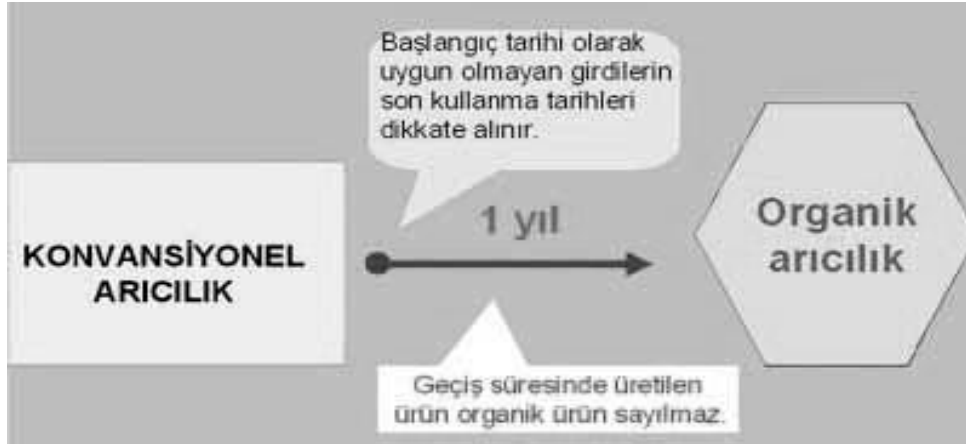 Başlangıç tarihi olarak
uygun olmayan girdilerin
son kullanma tarihleri
dikkate alınır.
KONVANSİYONEL
ARICILIK
1 yıl
Organik
arıcılık
Geçiş süresinde üretilen
ürün organik ürün sayılmaz.